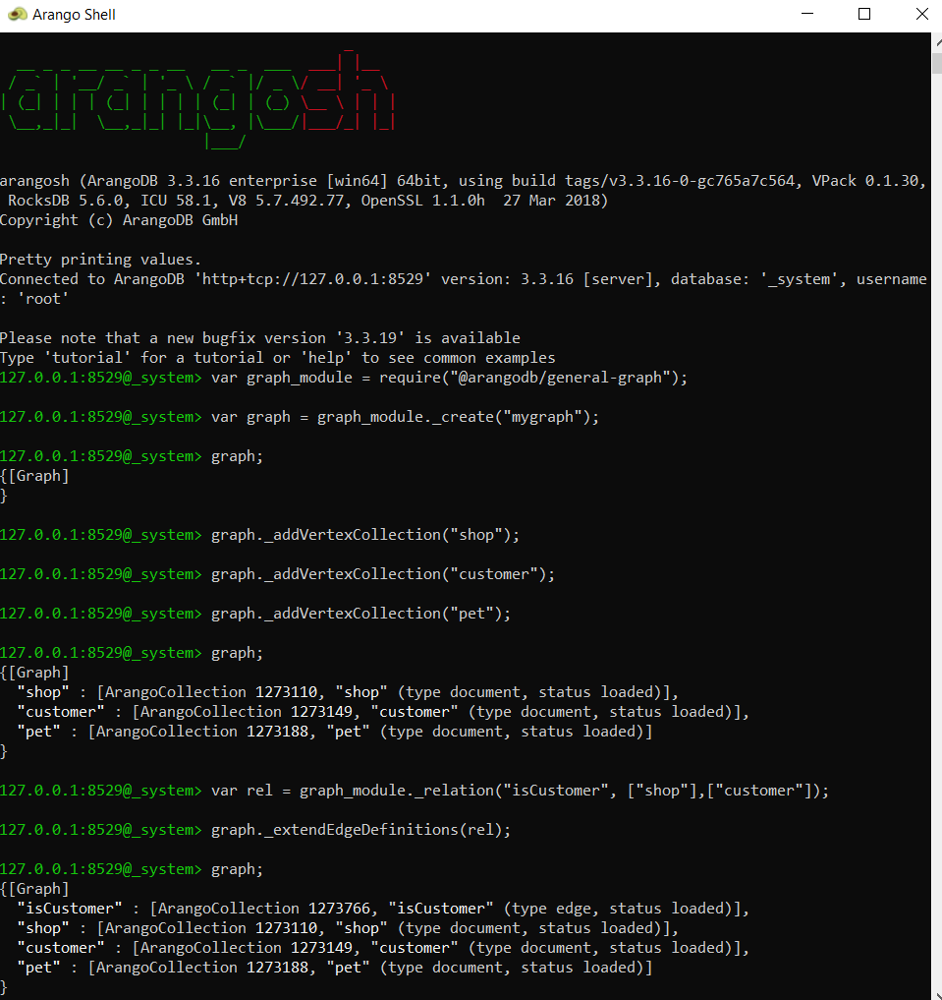 Arango Shell
arangosh
arangosh (ArangoDB 3.3.16 enterprise [win64] 64bit, using build tags/v3.3.16-0-gc765a7c564, VPack 0.1.30,
 RocksDB 5.6.0, ICU 58.1, V8 5.7.492.77, OpenSSL 1.1.0h  27 Mar 2018)
Copyright (c) ArangoDB GmbH
Pretty printing values.
Connected to ArangoDB 'http+tcp://127.0.0.1:8529' version: 3.3.16 [server], database: '_system', username
: 'root'
Please note that a new bugfix version '3.3.19' is available
Type 'tutorial' for a tutorial or 'help' to see common examples
127.0.0.1:8529@_system> var graph_module = require("@arangodb/general-graph");
127.0.0.1:8529@_system> var graph = graph_module._create("mygraph");
127.0.0.1:8529@_system> graph;
{[Graph]
}
127.0.0.1:8529@_system> graph._addVertexCollection("shop");
127.0.0.1:8529@_system> graph._addVertexCollection("customer");
127.0.0.1:8529@_system> graph._addVertexCollection("pet");
127.0.0.1:8529@_system> graph;
{[Graph]
  "shop" : [ArangoCollection 1273110, "shop" (type document, status loaded)],
  "customer" : [ArangoCollection 1273149, "customer" (type document, status loaded)],
  "pet" : [ArangoCollection 1273188, "pet" (type document, status loaded)]
}
127.0.0.1:8529@_system> var rel = graph_module._relation("isCustomer", ["shop"],["customer"]);
127.0.0.1:8529@_system> graph._extendEdgeDefinitions(rel);
127.0.0.1:8529@_system> graph;
{[Graph]
  "isCustomer" : [ArangoCollection 1273766, "isCustomer" (type edge, status loaded)],
  "shop" : [ArangoCollection 1273110, "shop" (type document, status loaded)],
  "customer" : [ArangoCollection 1273149, "customer" (type document, status loaded)],
  "pet" : [ArangoCollection 1273188, "pet" (type document, status loaded)]
}